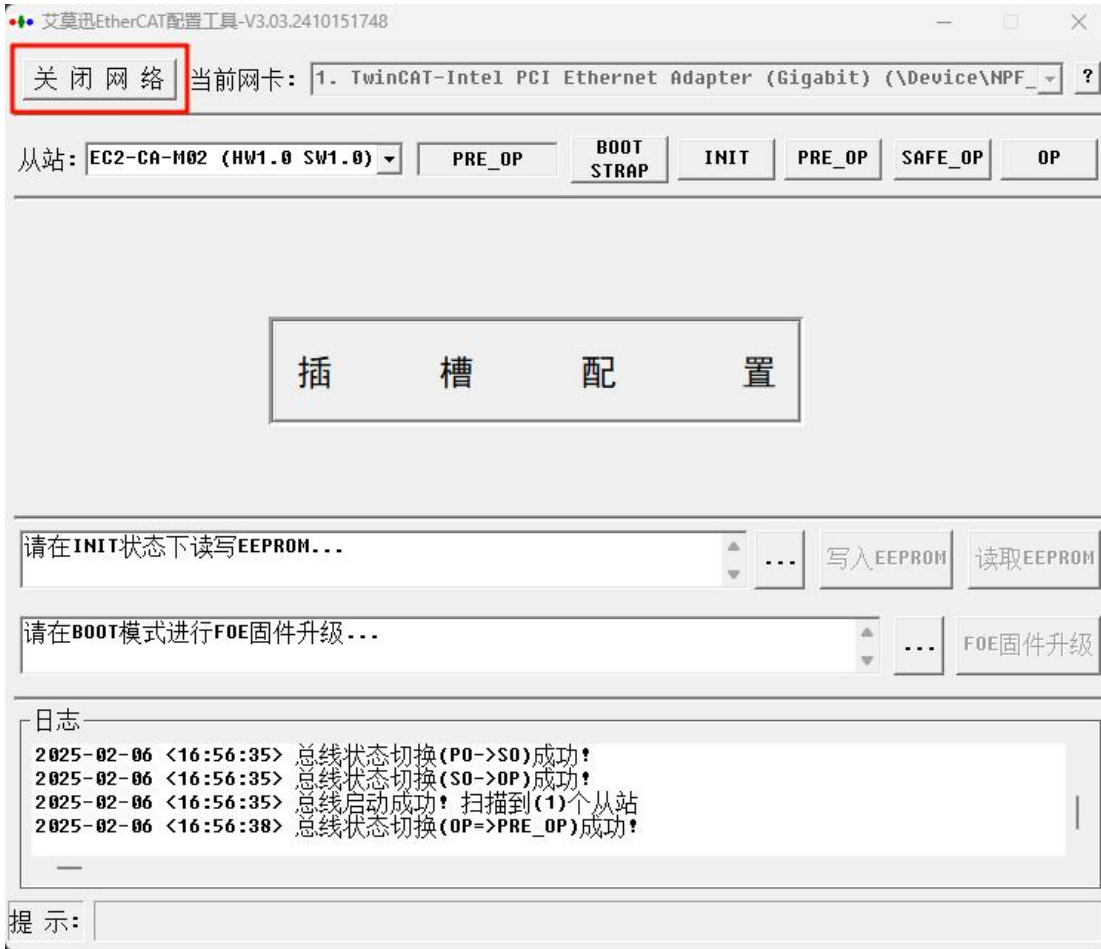 艾莫迅EtherCAT配置工具-V3.03.2410151748
关 闭 网 络 当前网卡: 1. TwinCAT-Intel PCI Ethernet Adapter (Gigabit) (\Device\NPF_ ?
从站: EC2-CA-M02 (HW1.0 SW1.0) PRE_OP BOOT STRAP INIT PRE_OP SAFE_OP OP
插 槽 配 置
请在INIT状态下读写EEPROM... ... 写入EEPROM 读取EEPROM
请在BOOT模式进行FOE固件升级... ... FOE固件升级
日志
2025-02-06 <16:56:35> 总线状态切换(PO->SO)成功!
2025-02-06 <16:56:35> 总线状态切换(SO->OP)成功!
2025-02-06 <16:56:35> 总线启动成功! 扫描到(1)个从站
2025-02-06 <16:56:38> 总线状态切换(OP=>PRE_OP)成功!
提 示: